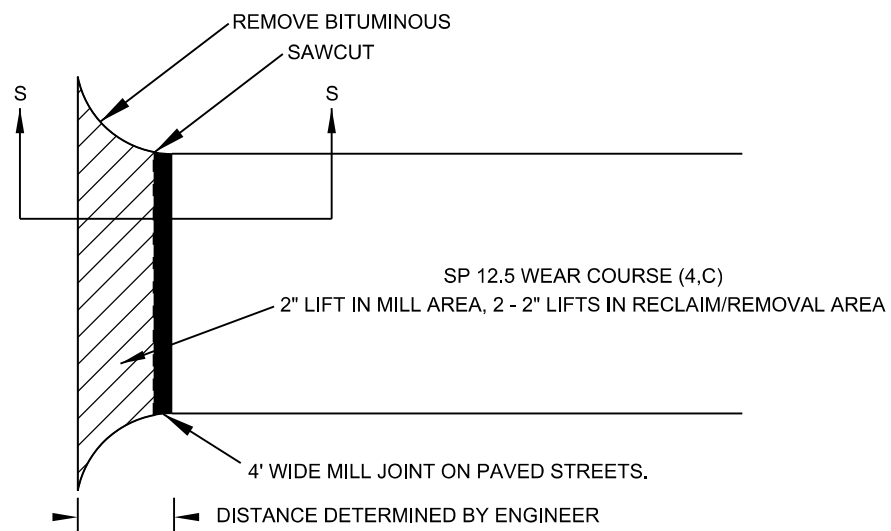 REMOVE BITUMINOUS
SAWCUT
S
S
SP 12.5 WEAR COURSE (4,C)
2" LIFT IN MILL AREA, 2 - 2" LIFTS IN RECLAIM/REMOVAL AREA
4' WIDE MILL JOINT ON PAVED STREETS.
DISTANCE DETERMINED BY ENGINEER